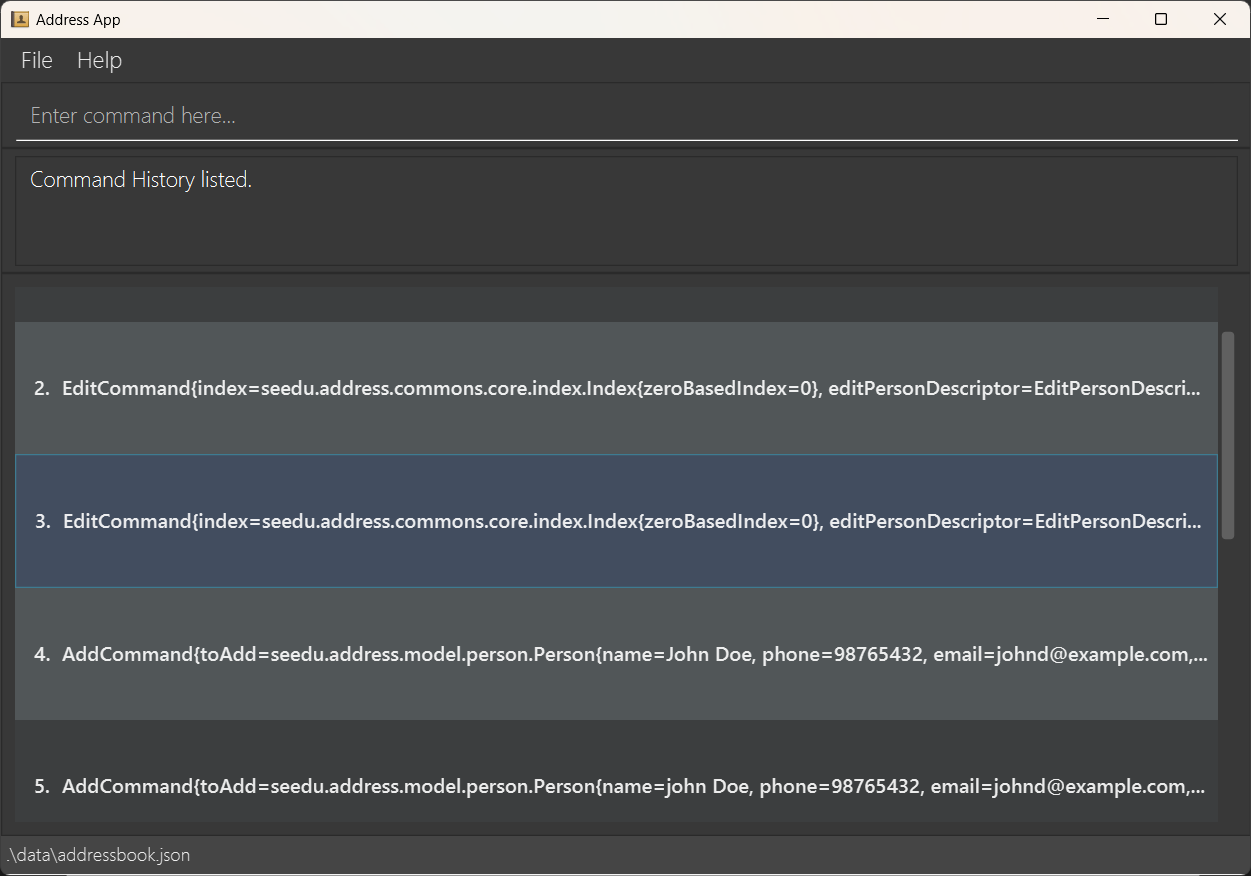 Address App
File Help
Enter command here...
Command History listed.
2. EditCommand{index=seedu.address.commons.core.index.Index{zeroBasedIndex=0}, editPersonDescriptor=EditPersonDescri...
3. EditCommand{index=seedu.address.commons.core.index.Index{zeroBasedIndex=0}, editPersonDescriptor=EditPersonDescri...
4. AddCommand{toAdd=seedu.address.model.person.Person{name=John Doe, phone=98765432, email=johnd@example.com,...
5. AddCommand{toAdd=seedu.address.model.person.Person{name=john Doe, phone=98765432, email=johnd@example.com,...
.\data\addressbook.json